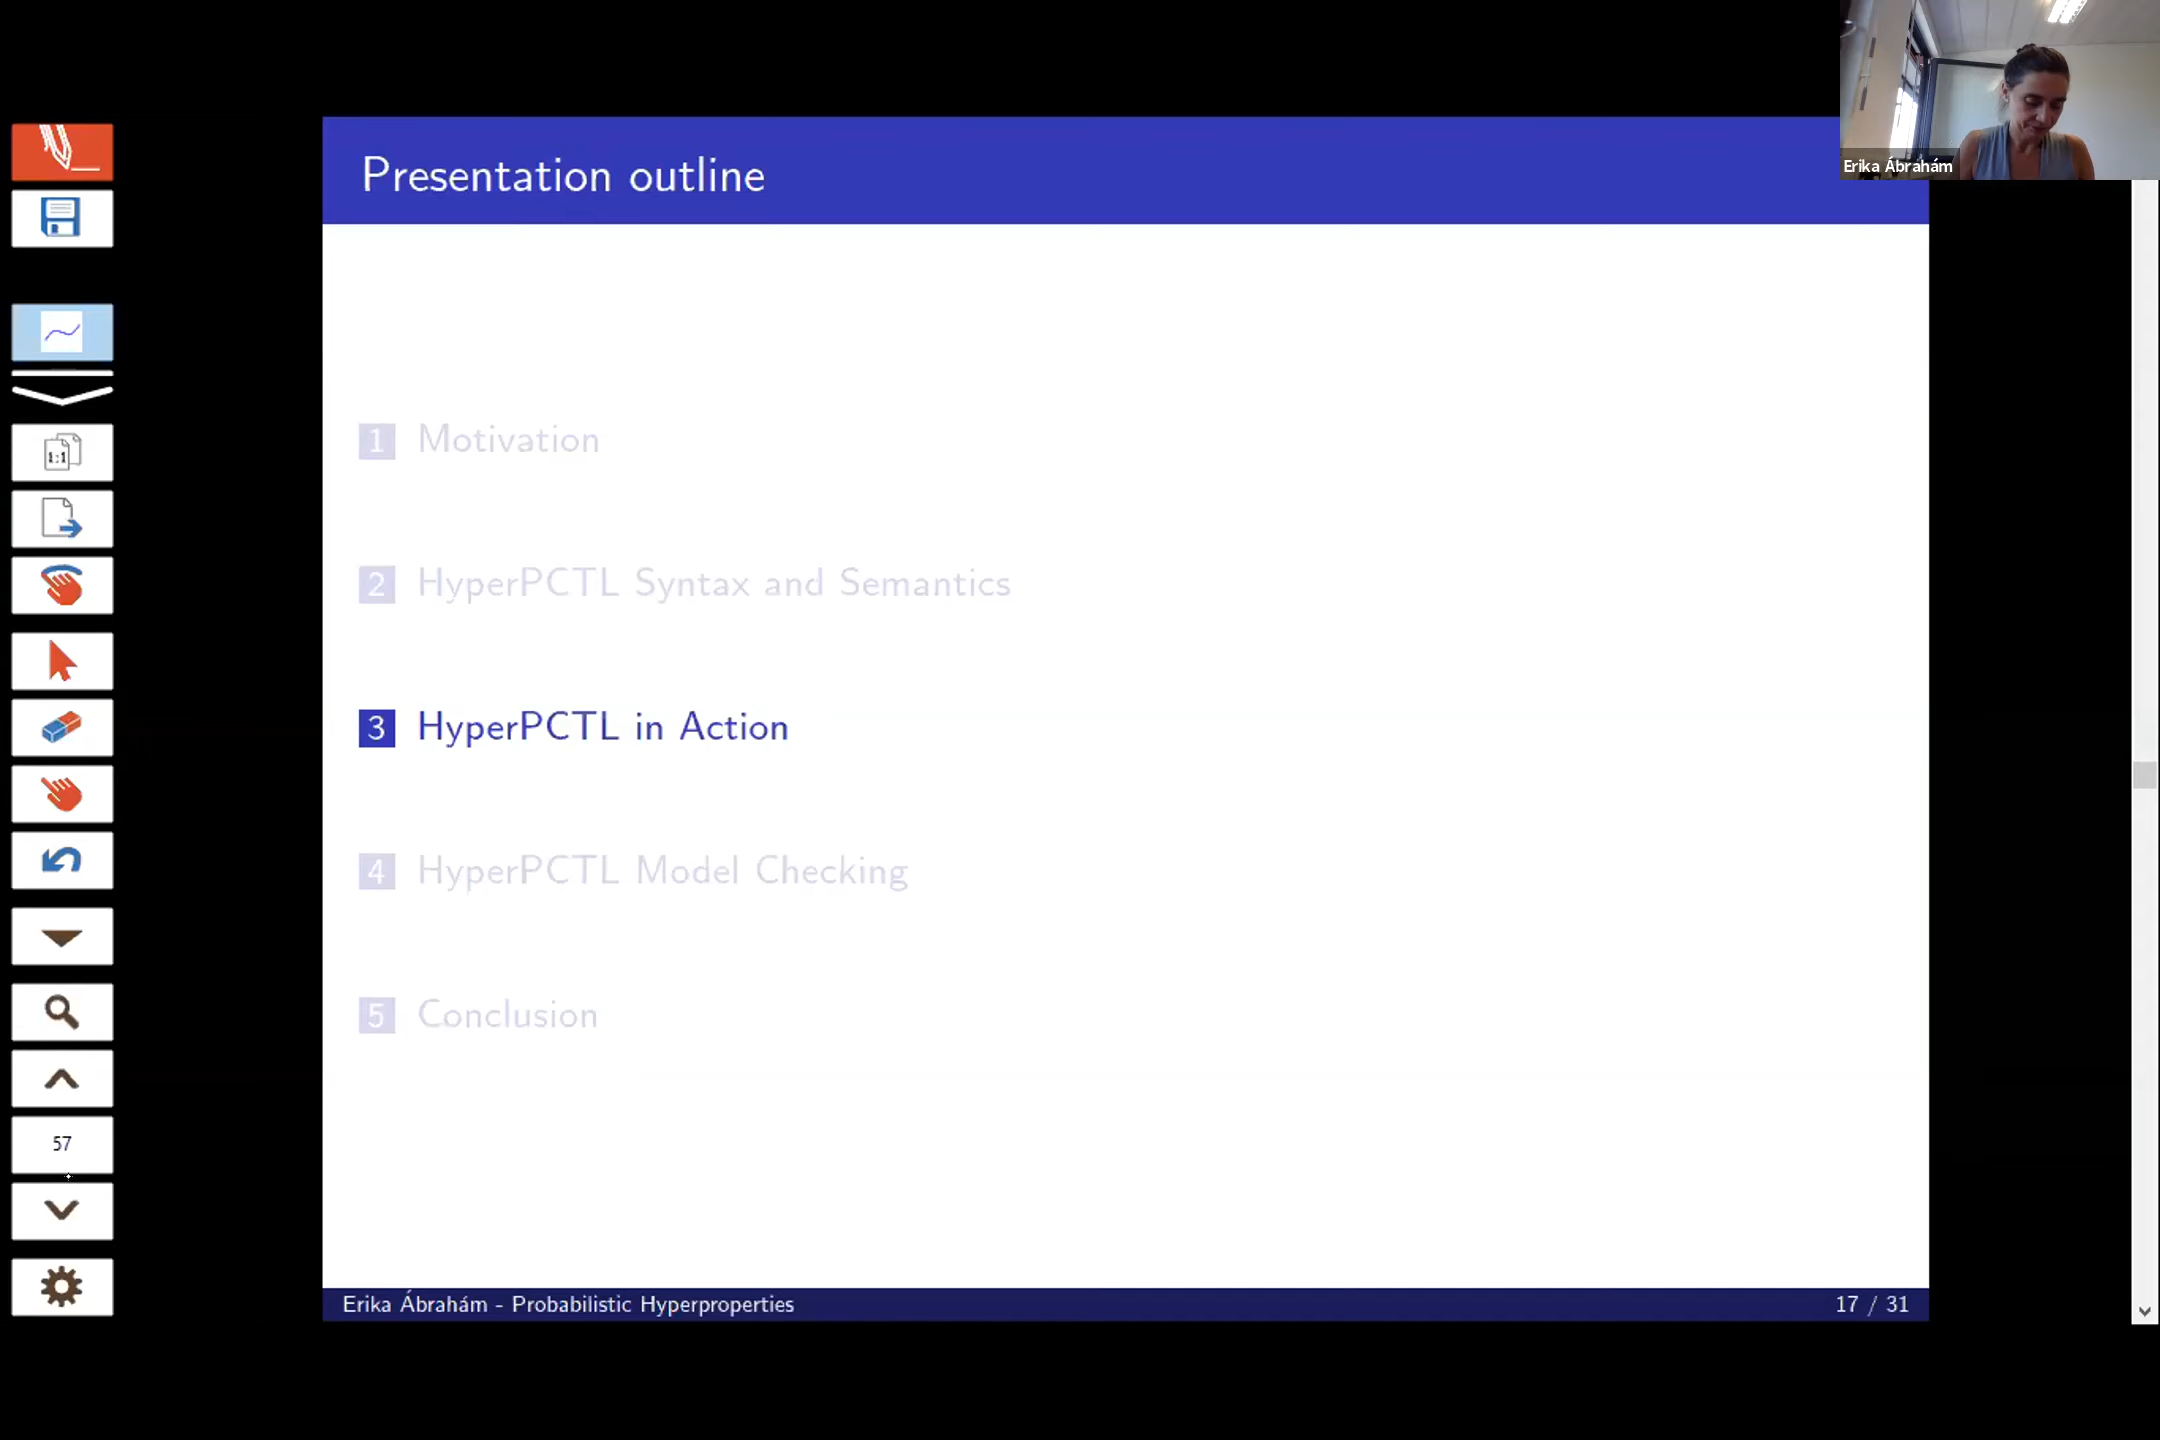 Presentation outline
Erika Ábrahám
1 Motivation
2 HyperPCTL Syntax and Semantics
3 HyperPCTL in Action
4 HyperPCTL Model Checking
5 Conclusion
Erika Ábrahám - Probabilistic Hyperproperties
17 / 31
1:1
57